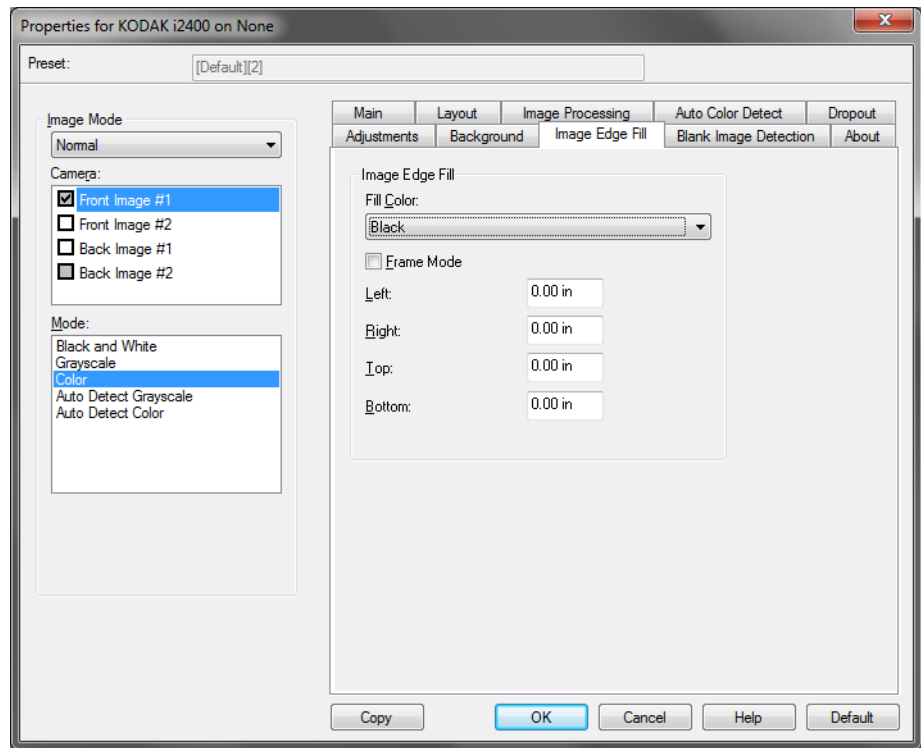 Properties for KODAK i2400 on None
Preset:
[Default][2]
Image Mode
Normal
Camera:
Front Image #1
Front Image #2
Back Image #1
Back Image #2
Mode:
Black and White
Grayscale
Color
Auto Detect Grayscale
Auto Detect Color
Main Layout Image Processing Auto Color Detect Dropout
Adjustments Background Image Edge Fill Blank Image Detection About
Image Edge Fill
Fill Color:
Black
Frame Mode
Left: 0.00 in
Right: 0.00 in
Top: 0.00 in
Bottom: 0.00 in
Copy OK Cancel Help Default